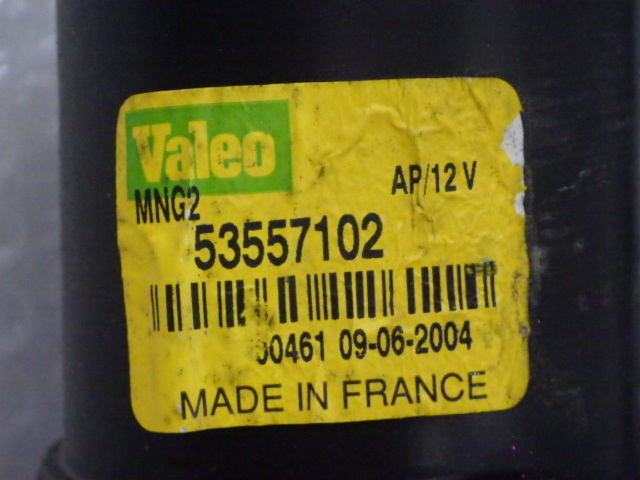 Valeo
AP/12 V
MNG2
53557102
00461 09-06-2004
MADE IN FRANCE